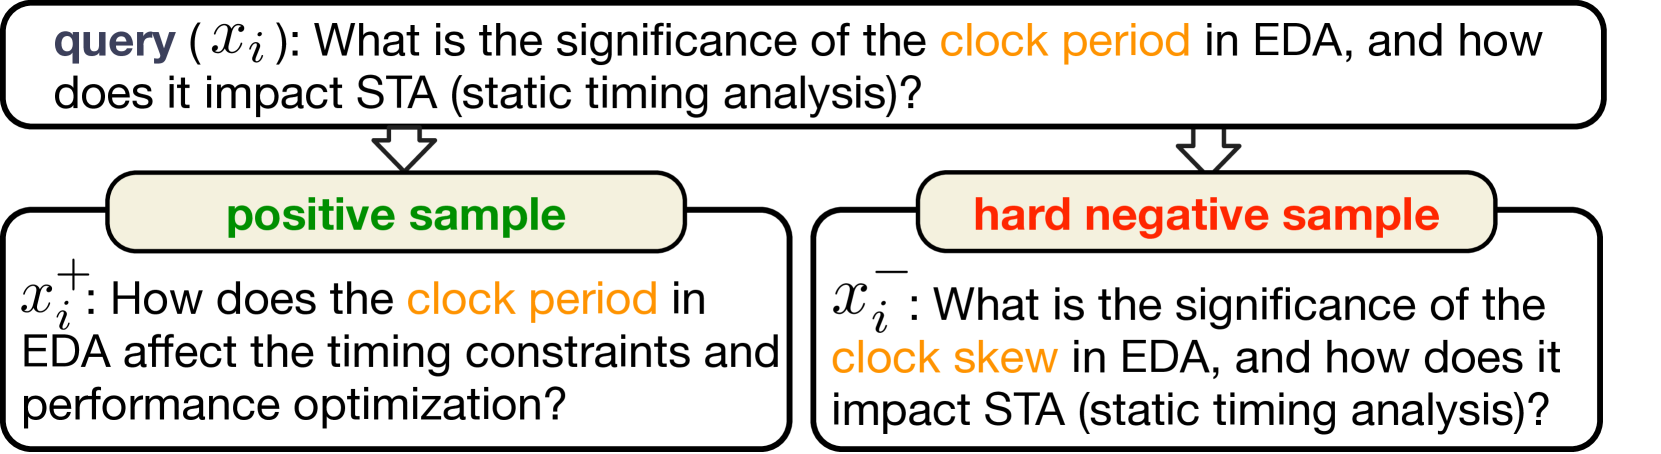 query ( x_i ): What is the significance of the clock period in EDA, and how
does it impact STA (static timing analysis)?
positive sample
x_i^+: How does the clock period in
EDA affect the timing constraints and
performance optimization?
hard negative sample
x_i^-: What is the significance of the
clock skew in EDA, and how does it
impact STA (static timing analysis)?